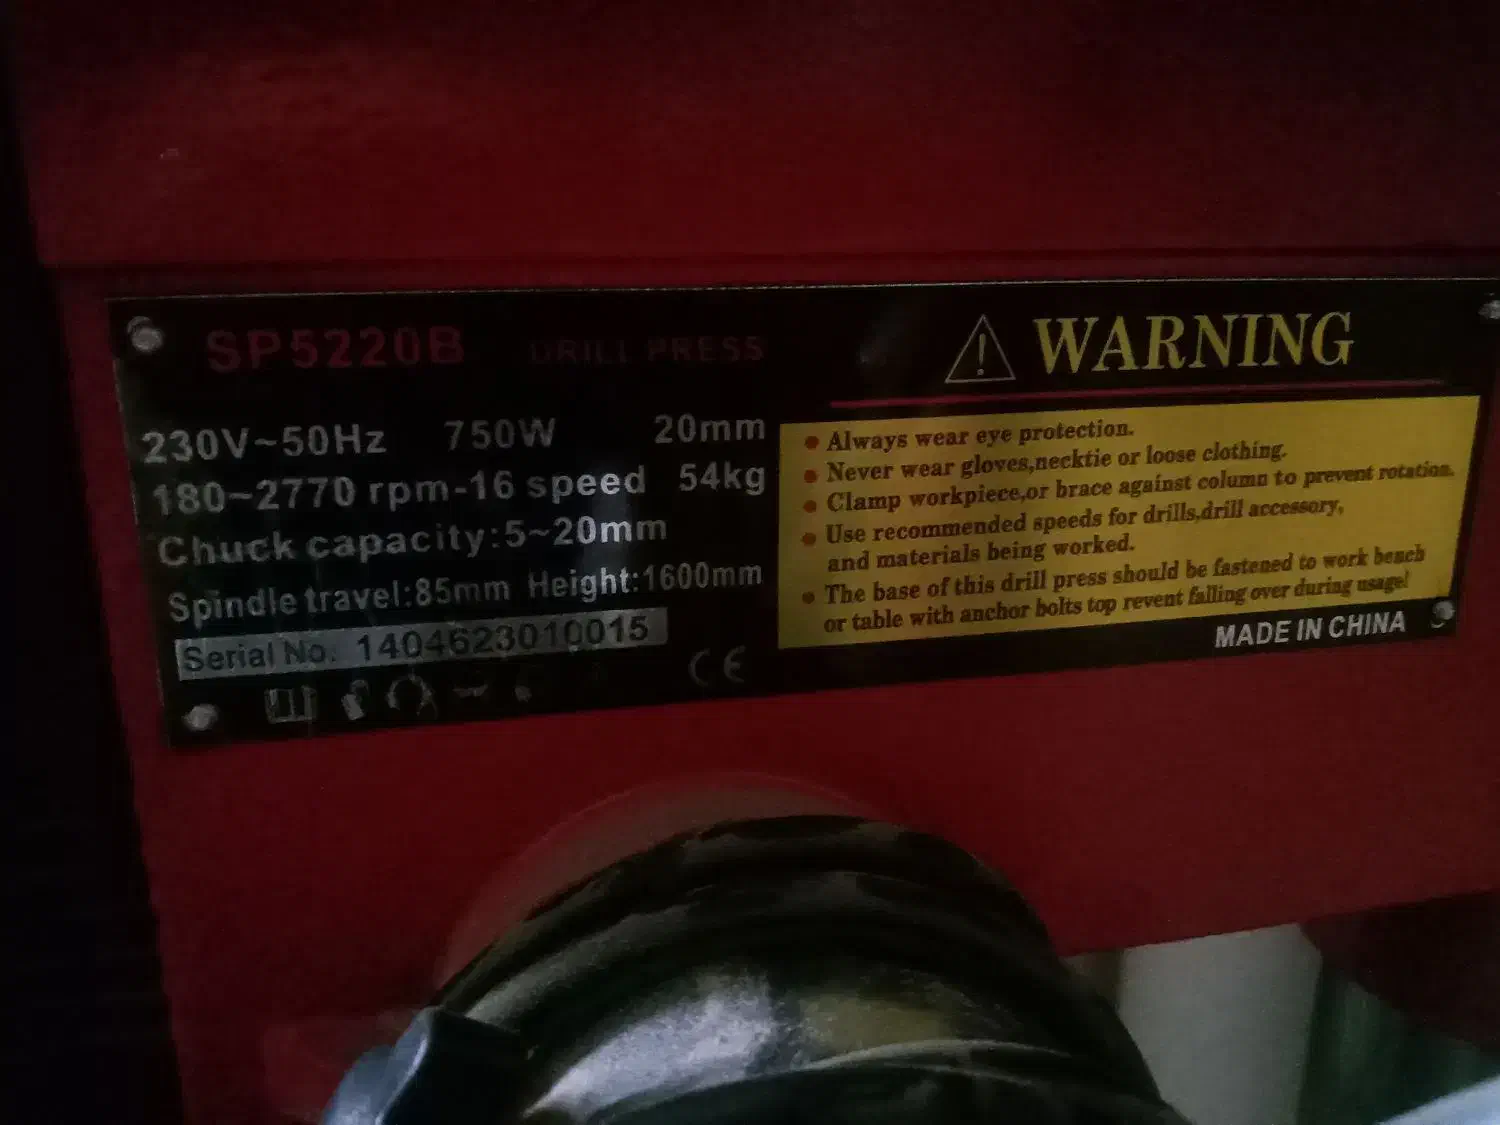 SP5220B DRILL PRESS
230V~50Hz 750W 20mm
180~2770 rpm-16 speed 54kg
Chuck capacity:5~20mm
Spindle travel:85mm Height:1600mm
Serial No. 1404623010015
CE
WARNING
Always wear eye protection.
Never wear gloves,necktie or loose clothing.
Clamp workpiece,or brace against column to prevent rotation.
Use recommended speeds for drills,drill accessory,
and materials being worked.
The base of this drill press should be fastened to work bench
or table with anchor bolts top revent falling over during usage!
MADE IN CHINA